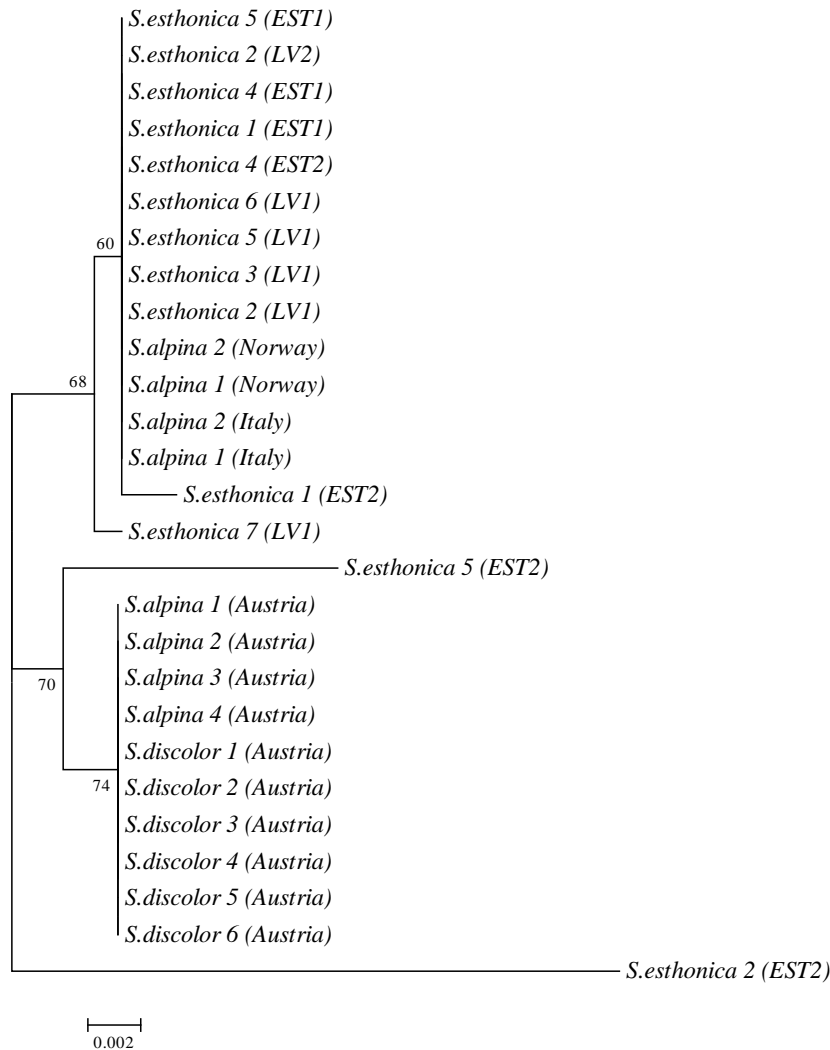 S.esthonica 5 (EST1)
S.esthonica 2 (LV2)
S.esthonica 4 (EST1)
S.esthonica 1 (EST1)
S.esthonica 4 (EST2)
S.esthonica 6 (LV1)
S.esthonica 5 (LV1)
60
S.esthonica 3 (LV1)
S.esthonica 2 (LV1)
S.alpina 2 (Norway)
68
S.alpina 1 (Norway)
S.alpina 2 (Italy)
S.alpina 1 (Italy)
S.esthonica 1 (EST2)
S.esthonica 7 (LV1)
S.esthonica 5 (EST2)
S.alpina 1 (Austria)
S.alpina 2 (Austria)
S.alpina 3 (Austria)
70
S.alpina 4 (Austria)
S.discolor 1 (Austria)
S.discolor 2 (Austria)
74
S.discolor 3 (Austria)
S.discolor 4 (Austria)
S.discolor 5 (Austria)
S.discolor 6 (Austria)
S.esthonica 2 (EST2)
0.002